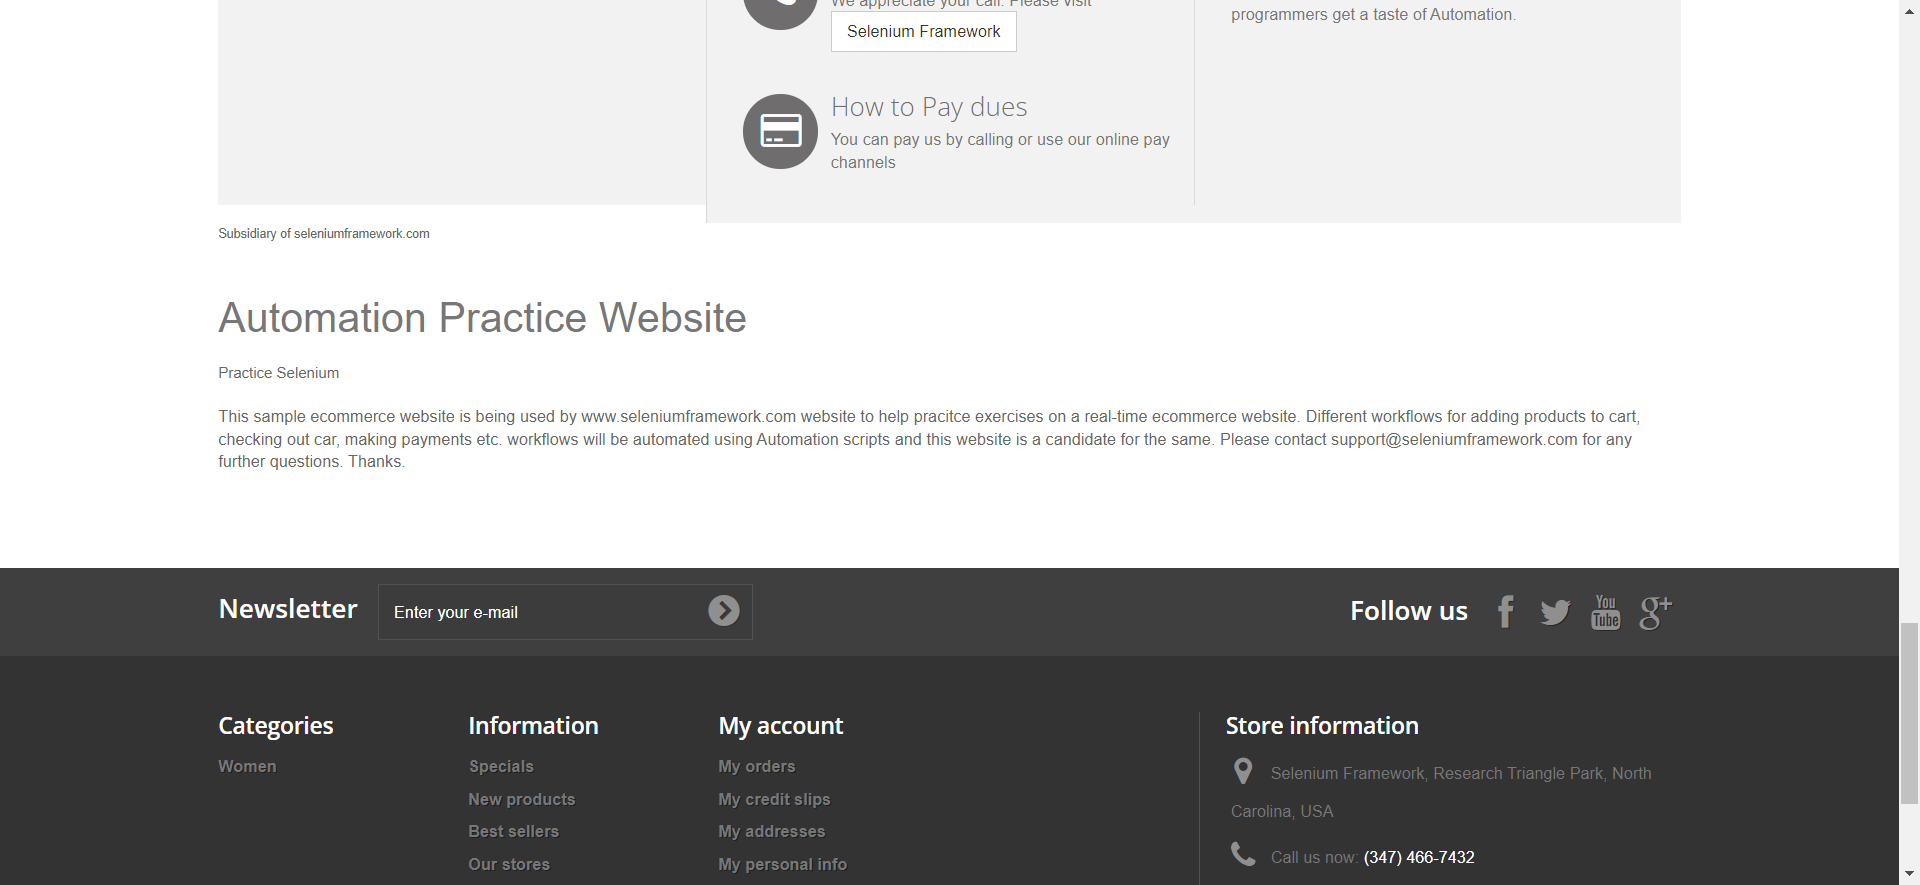 We appreciate your call. Please visit
Selenium Framework
programmers get a taste of Automation.
How to Pay dues
You can pay us by calling or use our online pay
channels
Subsidiary of seleniumframework.com
Automation Practice Website
Practice Selenium
This sample ecommerce website is being used by www.seleniumframework.com website to help pracitce exercises on a real-time ecommerce website. Different workflows for adding products to cart,
checking out car, making payments etc. workflows will be automated using Automation scripts and this website is a candidate for the same. Please contact support@seleniumframework.com for any
further questions. Thanks.
Newsletter
Enter your e-mail
Follow us
You
Tube
g+
Categories
Women
Information
Specials
New products
Best sellers
Our stores
My account
My orders
My credit slips
My addresses
My personal info
Store information
Selenium Framework, Research Triangle Park, North
Carolina, USA
Call us now: (347) 466-7432